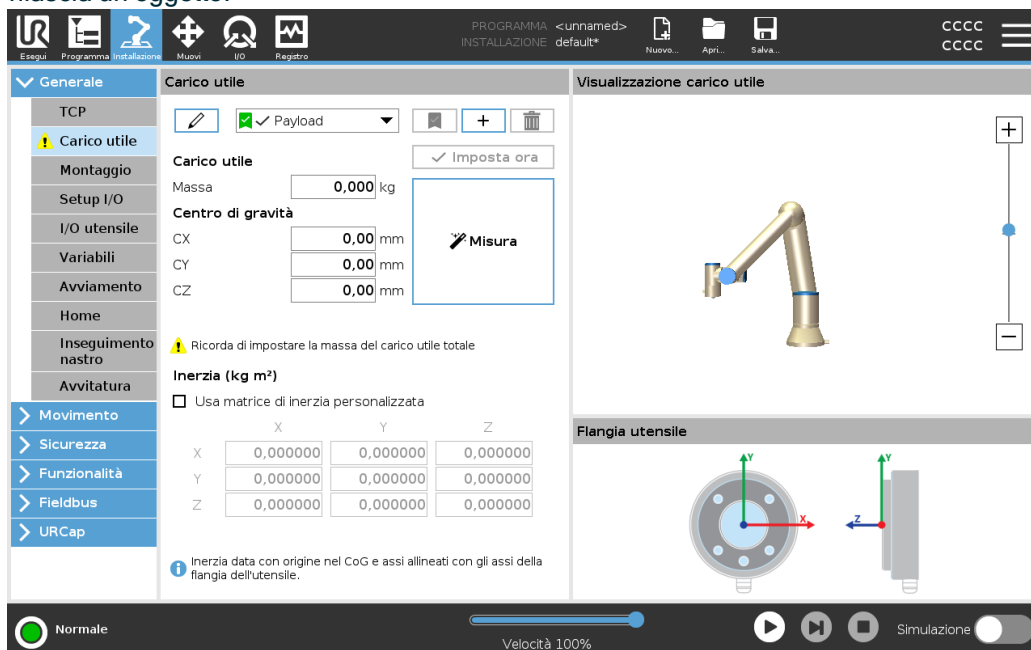 rilascia un oggetto.
PROGRAMMA <unnamed>
INSTALLAZIONE default*
Esegui Programma Installazione Muovi I/O Registro
Nuovo... Apri... Salva...
CCCC
CCCC
Generale
TCP
Carico utile
Montaggio
Setup I/O
I/O utensile
Variabili
Avviamento
Home
Inseguimento
nastro
Avvitatura
Movimento
Sicurezza
Funzionalità
Fieldbus
URCap
Carico utile
Payload
Imposta ora
Carico utile
Massa 0,000 kg
Centro di gravità
CX 0,00 mm
CY 0,00 mm
CZ 0,00 mm
Misura
Ricorda di impostare la massa del carico utile totale
Inerzia (kg m²)
Usa matrice di inerzia personalizzata
X Y Z
X 0,000000 0,000000 0,000000
Y 0,000000 0,000000 0,000000
Z 0,000000 0,000000 0,000000
Inerzia data con origine nel CoG e assi allineati con gli assi della
flangia dell'utensile.
Visualizzazione carico utile
Flangia utensile
Y
X
Y
Z
Normale
Velocità 100%
Simulazione